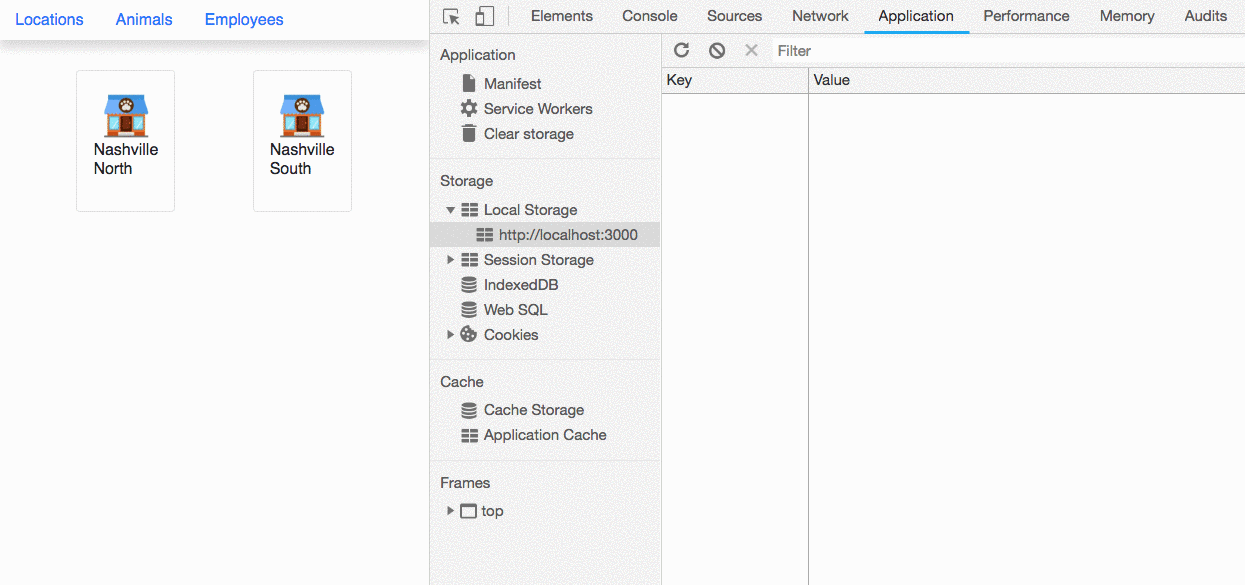 Locations Animals Employees
Nashville
North
Nashville
South
Elements Console Sources Network Application Performance Memory Audits
Application
Manifest
Service Workers
Clear storage
Storage
Local Storage
http://localhost:3000
Session Storage
IndexedDB
Web SQL
Cookies
Cache
Cache Storage
Application Cache
Frames
top
Filter
Key Value